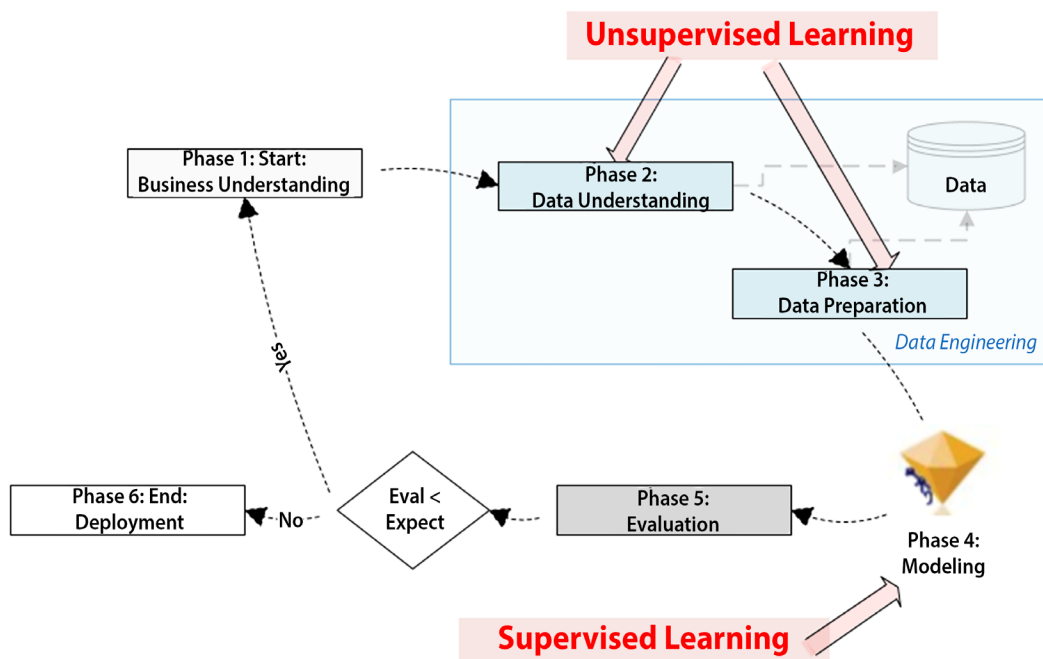 Unsupervised Learning
Phase 1: Start:
Business Understanding
Phase 2:
Data Understanding
Data
Phase 3:
Data Preparation
Data Engineering
Yes
Phase 6: End:
Deployment
No
Eval <
Expect
Phase 5:
Evaluation
Phase 4:
Modeling
Supervised Learning